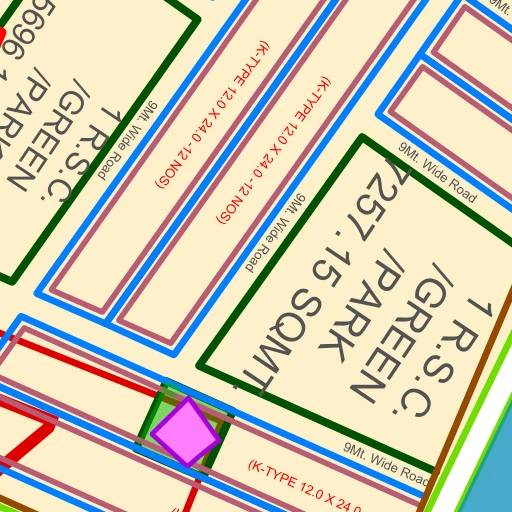 5696.1
/PARK
/GREEN
1 R.S.C.
9Mt. Wide Road
(K-TYPE 12.0 X 24.0 -12 NOS)
(K-TYPE 12.0 X 24.0 -12 NOS)
9Mt. Wide Road
9Mt. Wide Road
7257. 15 SQMT.
/PARK
/GREEN
1 R.S.C.
9Mt. Wide Road
(K-TYPE 12.0 X 24.0
9Mt.